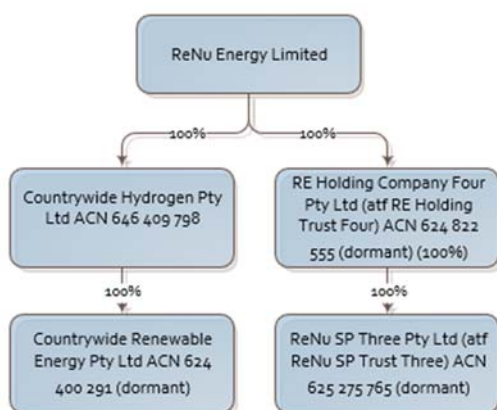 ReNu Energy Limited
100%
100%
Countrywide Hydrogen Pty
Ltd ACN 646 409 798
RE Holding Company Four
Pty Ltd (atf RE Holding
Trust Four) ACN 624 822
555 (dormant) (100%)
100%
100%
Countrywide Renewable
Energy Pty Ltd ACN 624
400 291 (dormant)
ReNu SP Three Pty Ltd (atf
ReNu SP Trust Three) ACN
625 275 765 (dormant)